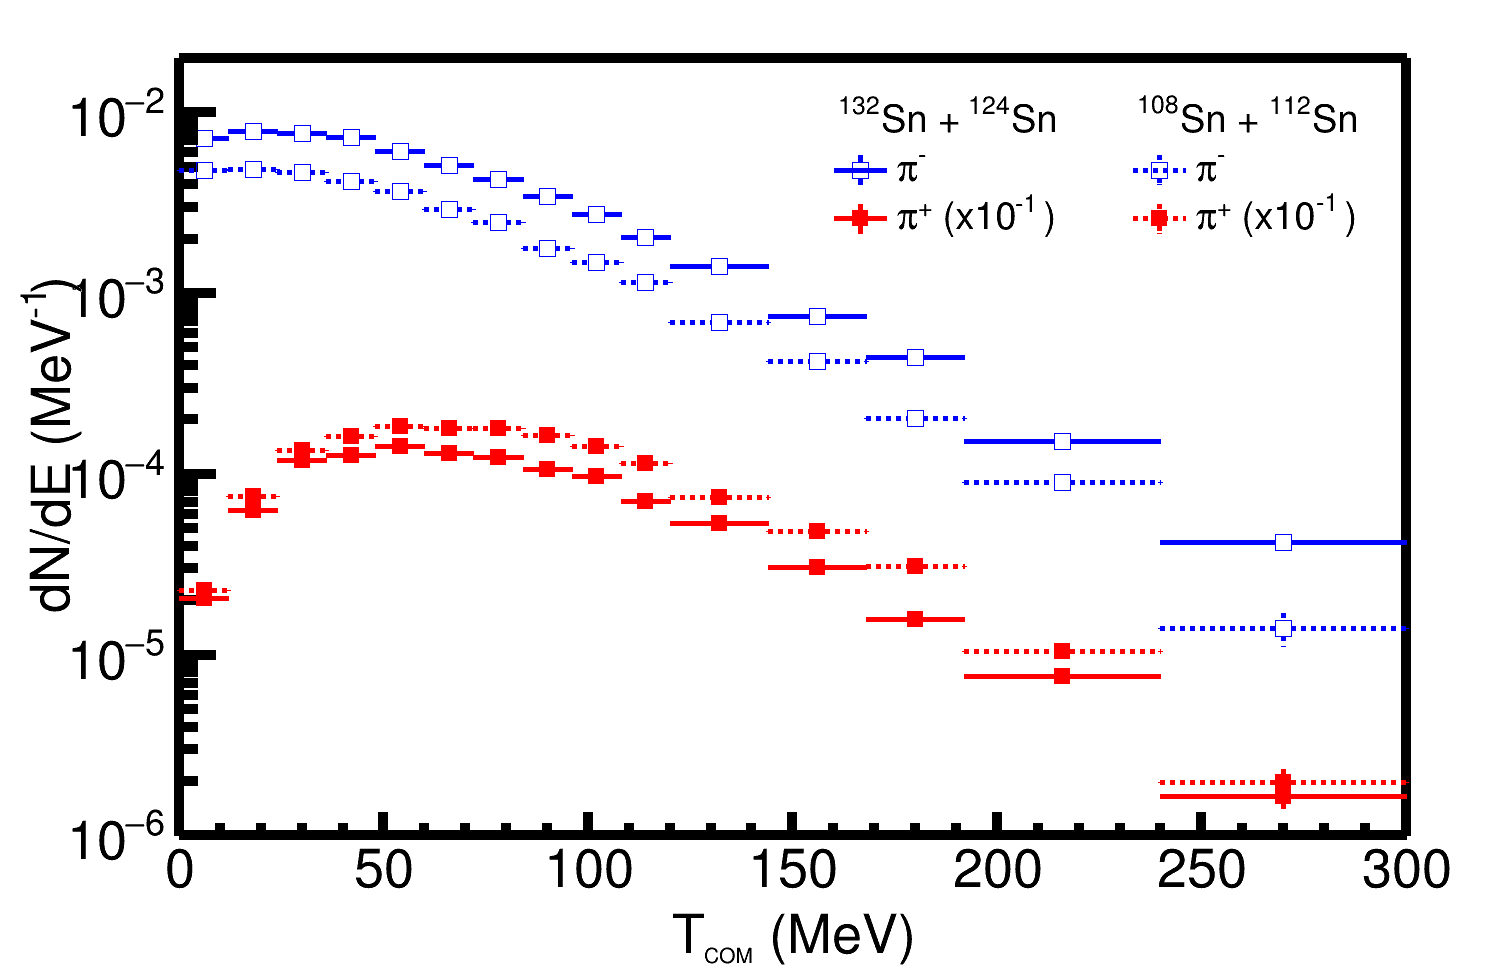 ¹³²Sn + ¹²⁴Sn
π⁻
π⁺ (x10⁻¹)
¹⁰⁸Sn + ¹¹²Sn
π⁻
π⁺ (x10⁻¹)
dN/dE (MeV⁻¹)
10⁻²
10⁻³
10⁻⁴
10⁻⁵
10⁻⁶
0 50 100 150 200 250 300
T_COM (MeV)